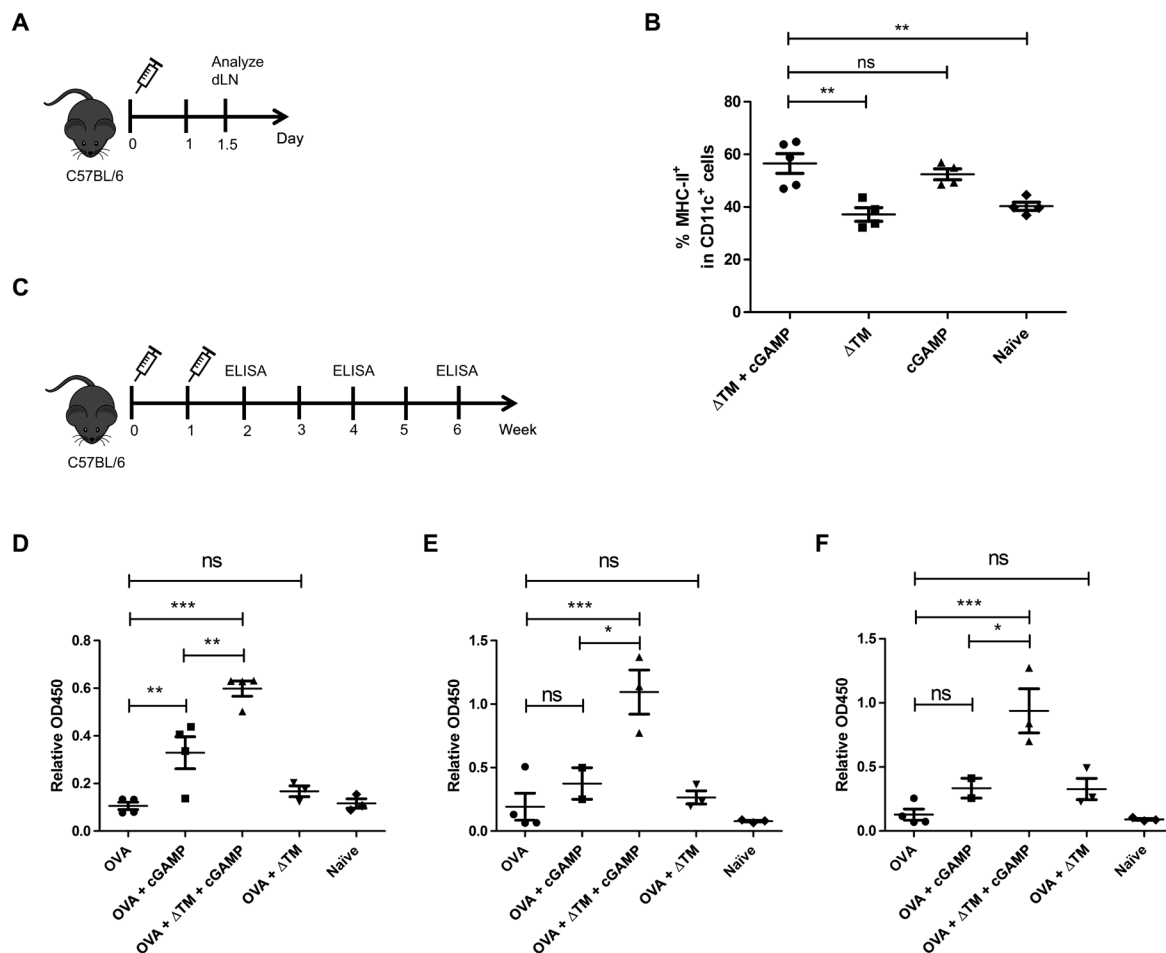 A
Analyze
dLN
0
1
1.5
Day
C57BL/6
B
**
ns
**
80
60
40
20
0
% MHC-II⁺
in CD11c⁺ cells
ΔTM + cGAMP
ΔTM
cGAMP
Naïve
C
ELISA
ELISA
ELISA
0
1
2
3
4
5
6
Week
C57BL/6
D
ns
***
**
**
0.8
0.6
0.4
0.2
0.0
Relative OD450
OVA
OVA + cGAMP
OVA + ΔTM + cGAMP
OVA + ΔTM
Naïve
E
ns
***
*
ns
1.5
1.0
0.5
0.0
Relative OD450
OVA
OVA + cGAMP
OVA + ΔTM + cGAMP
OVA + ΔTM
Naïve
F
ns
***
*
ns
1.5
1.0
0.5
0.0
Relative OD450
OVA
OVA + cGAMP
OVA + ΔTM + cGAMP
OVA + ΔTM
Naïve